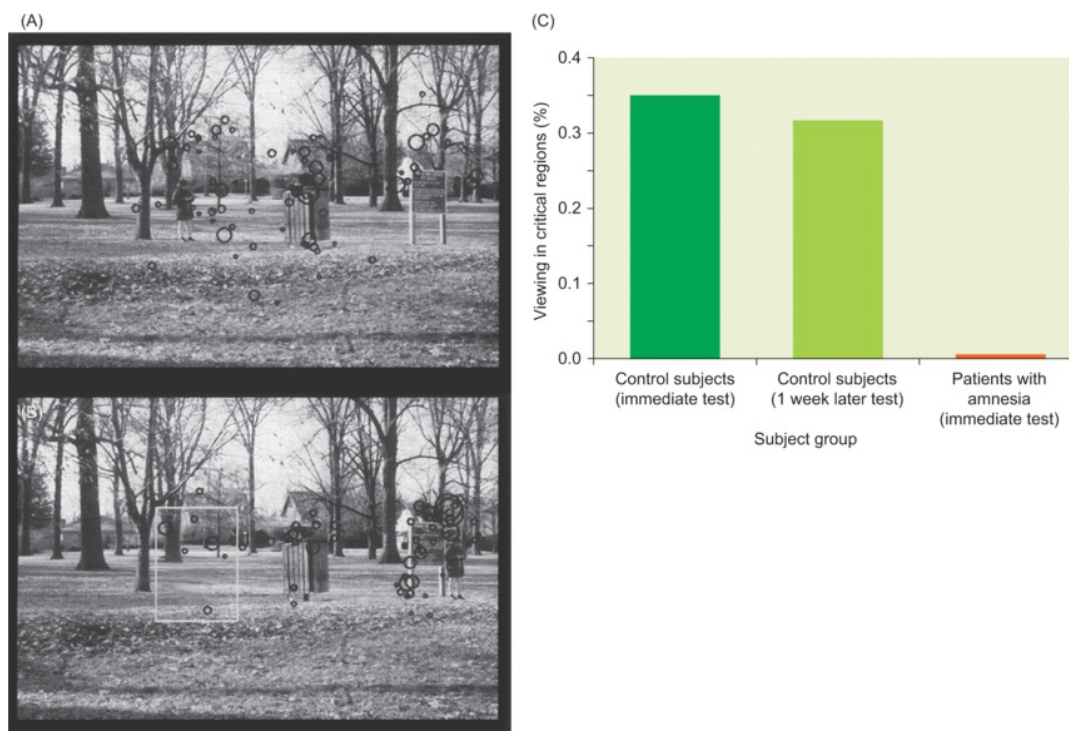 (A)
(B)
(C)
Viewing in critical regions (%)
0.4
0.3
0.2
0.1
0.0
Control subjects
(immediate test)
Control subjects
(1 week later test)
Patients with
amnesia
(immediate test)
Subject group